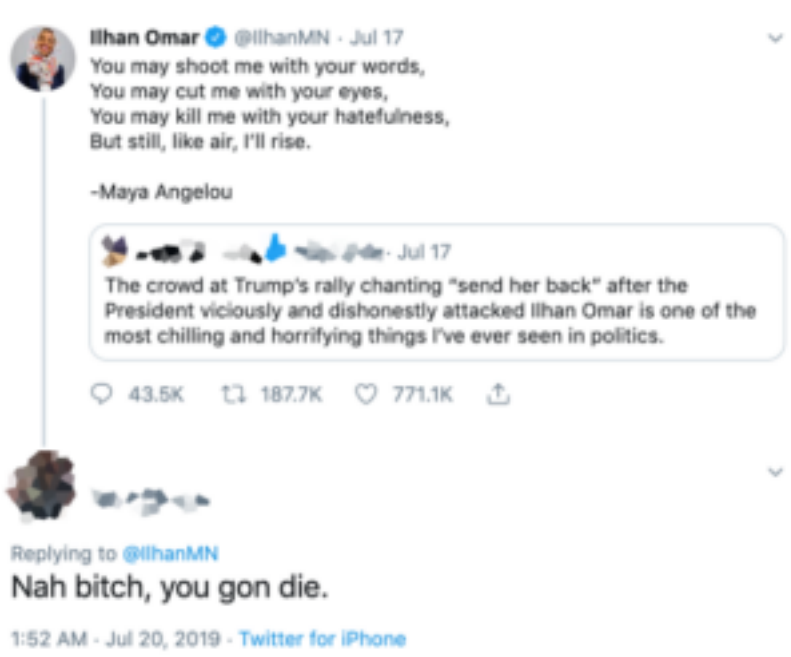 Ilhan Omar @IlhanMN · Jul 17
You may shoot me with your words,
You may cut me with your eyes,
You may kill me with your hatefulness,
But still, like air, I'll rise.
-Maya Angelou
· Jul 17
The crowd at Trump's rally chanting "send her back" after the
President viciously and dishonestly attacked Ilhan Omar is one of the
most chilling and horrifying things I've ever seen in politics.
43.5K 187.7K 771.1K
Replying to @IlhanMN
Nah bitch, you gon die.
1:52 AM · Jul 20, 2019 · Twitter for iPhone